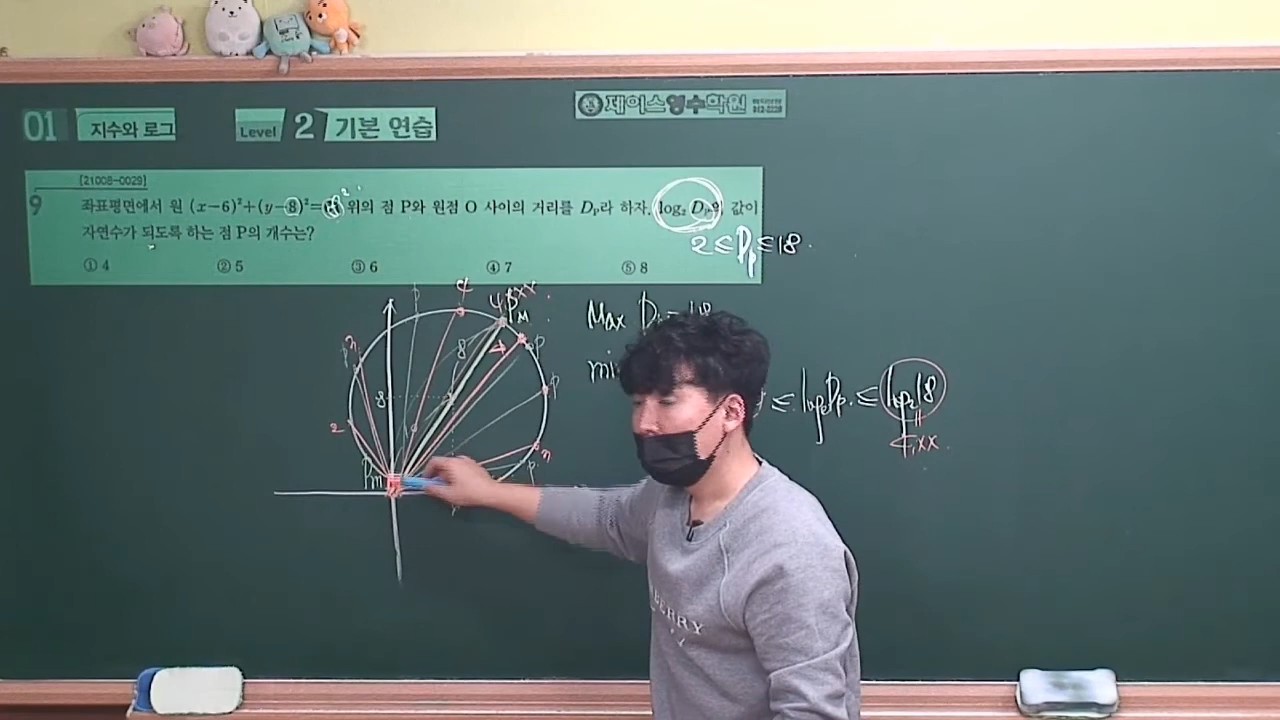 01 지수와 로그
Level 2 기본 연습
제이스영수학원
[21008-0029]
9 좌표평면에서 원 (x-6)²+(y-8)²= 위의 점 P와 원점 O 사이의 거리를 Dₚ라 하자. log₂ Dₚ의 값이
자연수가 되도록 하는 점 P의 개수는?
2 ≤ Dₚ ≤ 18
① 4 ② 5 ③ 6 ④ 7 ⑤ 8
Max
≤ log₂Dₚ ≤ log₂18
4.xx
P_M
8
8
2
n
BERRY